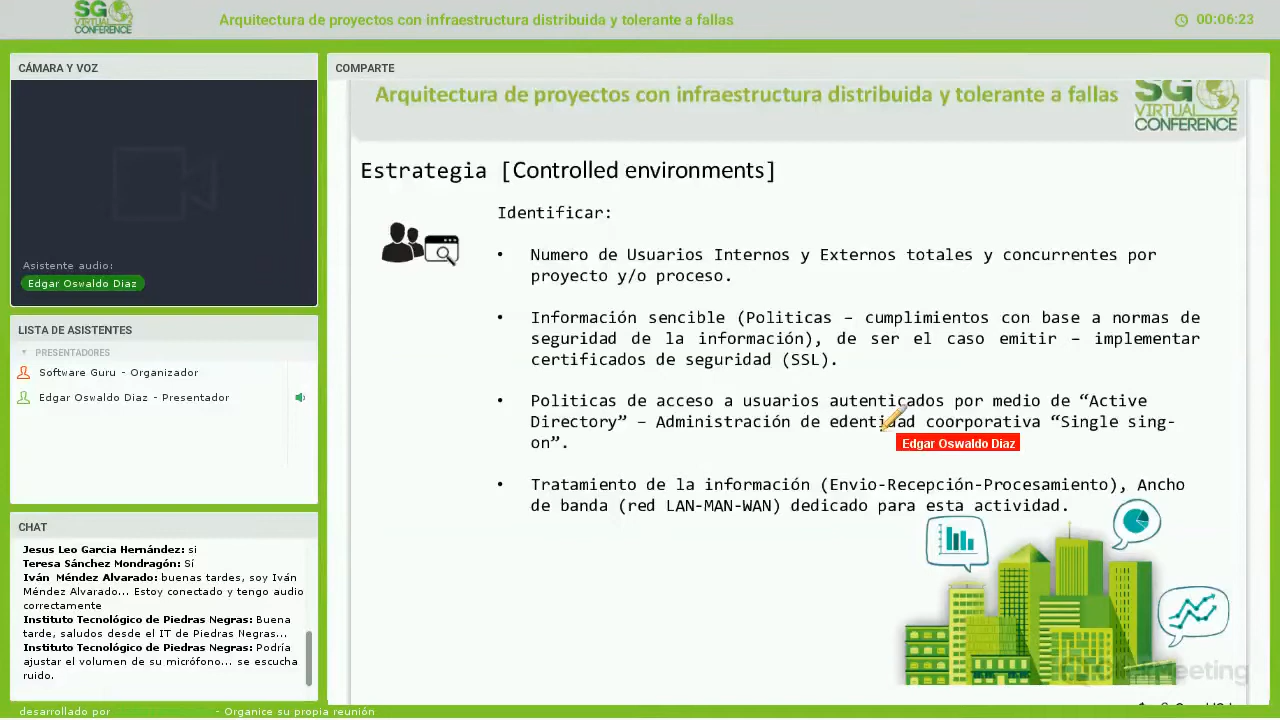 SG
VIRTUAL
CONFERENCE
Arquitectura de proyectos con infraestructura distribuida y tolerante a fallas
00:06:23
CÁMARA Y VOZ
Asistente audio:
Edgar Oswaldo Diaz
LISTA DE ASISTENTES
PRESENTADORES
Software Guru - Organizador
Edgar Oswaldo Diaz - Presentador
CHAT
Jesus Leo Garcia Hernández: si
Teresa Sánchez Mondragón: Sí
Iván Méndez Alvarado: buenas tardes, soy Iván
Méndez Alvarado... Estoy conectado y tengo audio
correctamente
Instituto Tecnológico de Piedras Negras: Buena
tarde, saludos desde el IT de Piedras Negras...
Instituto Tecnológico de Piedras Negras: Podría
ajustar el volumen de su micrófono... se escucha
ruido.
COMPARTE
Arquitectura de proyectos con infraestructura distribuida y tolerante a fallas
SG
VIRTUAL
CONFERENCE
Estrategia [Controlled environments]
Identificar:
• Numero de Usuarios Internos y Externos totales y concurrentes por
proyecto y/o proceso.
• Información sencible (Politicas – cumplimientos con base a normas de
seguridad de la información), de ser el caso emitir – implementar
certificados de seguridad (SSL).
• Politicas de acceso a usuarios autenticados por medio de “Active
Directory” – Administración de edentidad coorporativa “Single sing-
on”.
Edgar Oswaldo Diaz
• Tratamiento de la información (Envio-Recepción-Procesamiento), Ancho
de banda (red LAN-MAN-WAN) dedicado para esta actividad.
desarrollado por - Organice su propia reunión